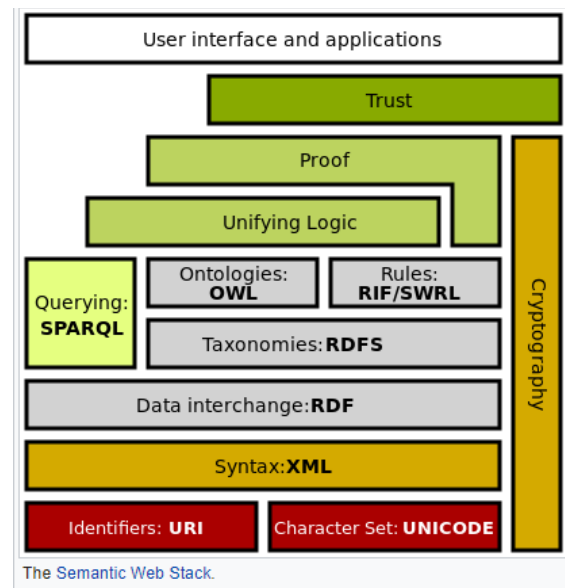 User interface and applications
Trust
Proof
Unifying Logic
Querying:
SPARQL
Ontologies:
OWL
Rules:
RIF/SWRL
Taxonomies:RDFS
Data interchange:RDF
Syntax:XML
Identifiers: URI
Character Set: UNICODE
Cryptography
The Semantic Web Stack.